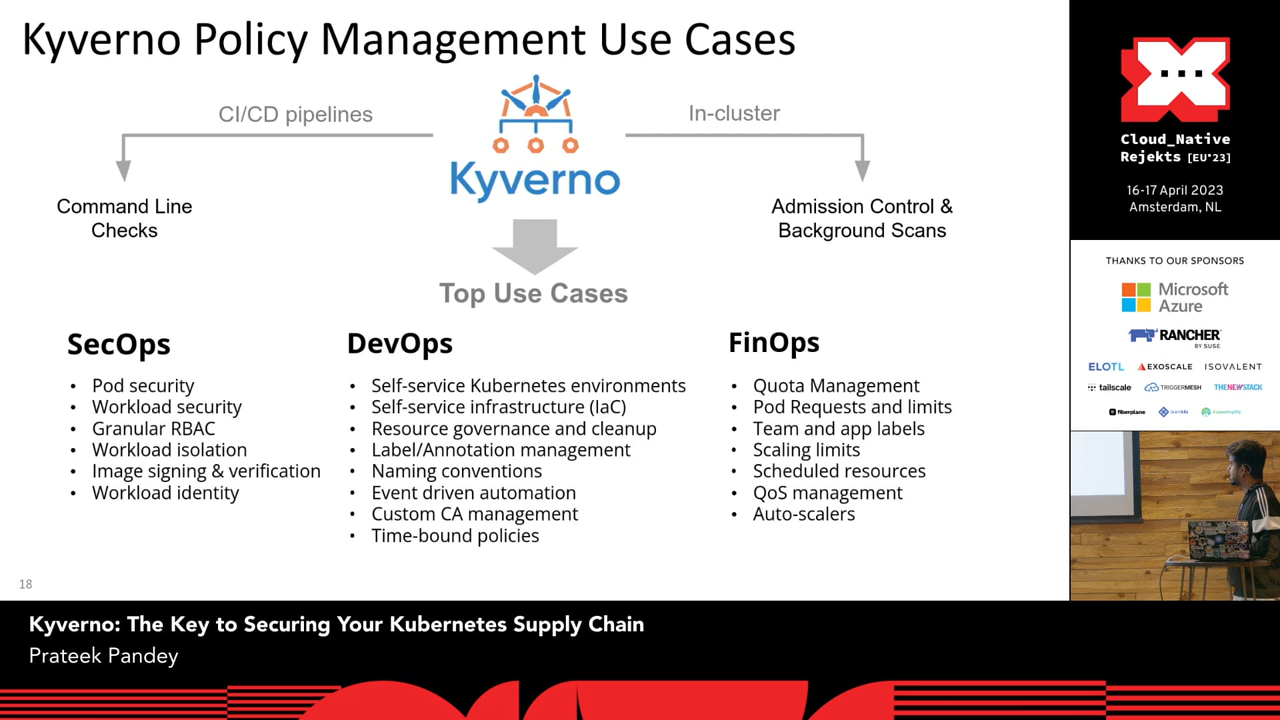 Kyverno Policy Management Use Cases
CI/CD pipelines
In-cluster
Kyverno
Command Line
Checks
Admission Control &
Background Scans
Top Use Cases
SecOps
• Pod security
• Workload security
• Granular RBAC
• Workload isolation
• Image signing & verification
• Workload identity
DevOps
• Self-service Kubernetes environments
• Self-service infrastructure (IaC)
• Resource governance and cleanup
• Label/Annotation management
• Naming conventions
• Event driven automation
• Custom CA management
• Time-bound policies
FinOps
• Quota Management
• Pod Requests and limits
• Team and app labels
• Scaling limits
• Scheduled resources
• QoS management
• Auto-scalers
18
Cloud_Native
Rejekts [EU*23]
16-17 April 2023
Amsterdam, NL
THANKS TO OUR SPONSORS
Microsoft
Azure
RANCHER
BY SUSE
ELOTL EXOSCALE ISOVALENT
tailscale TRIGGERMESH THENEWSTACK
fiberplane
Kyverno: The Key to Securing Your Kubernetes Supply Chain
Prateek Pandey